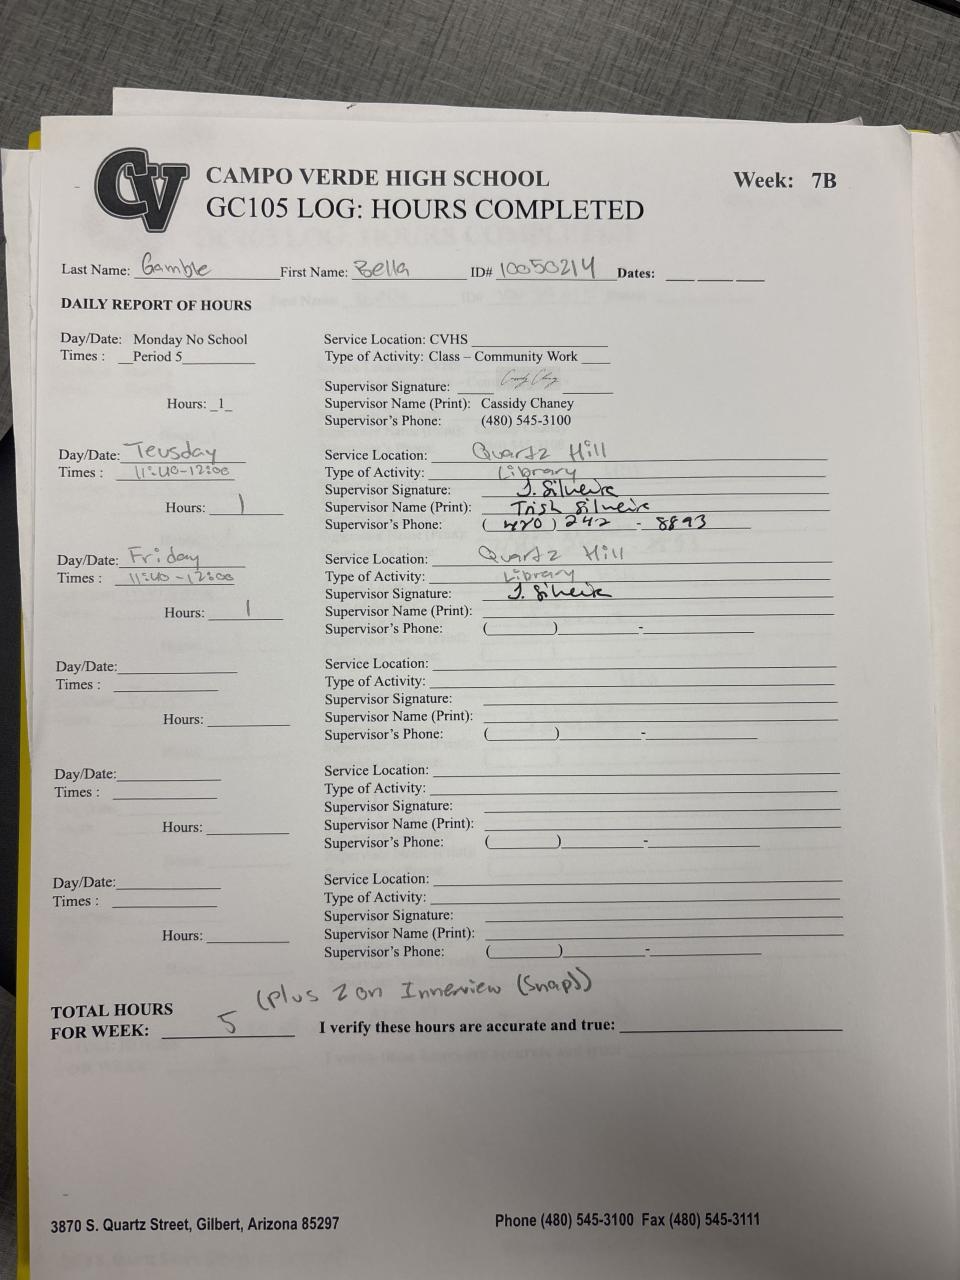 CV
CAMPO VERDE HIGH SCHOOL
Week: 7B
GC105 LOG: HOURS COMPLETED
Last Name: Gamble First Name: Bella ID# 10050214 Dates: ___ ___ ___
DAILY REPORT OF HOURS
Day/Date: Monday No School
Times : __Period 5__
Hours: _1_
Service Location: CVHS
Type of Activity: Class – Community Work
Supervisor Signature:
Supervisor Name (Print): Cassidy Chaney
Supervisor's Phone: (480) 545-3100
Day/Date: Teusday
Times : 11:40-12:00
Hours: 1
Service Location: Quartz Hill
Type of Activity: Library
Supervisor Signature: J. Silveira
Supervisor Name (Print): Trish Silveira
Supervisor's Phone: (480) 242 - 8893
Day/Date: Friday
Times : 11:40-12:00
Hours: 1
Service Location: Quartz Hill
Type of Activity: Library
Supervisor Signature: J. Silveira
Supervisor Name (Print):
Supervisor's Phone: ( ) -
Day/Date:
Times :
Hours:
Service Location:
Type of Activity:
Supervisor Signature:
Supervisor Name (Print):
Supervisor's Phone: ( ) -
Day/Date:
Times :
Hours:
Service Location:
Type of Activity:
Supervisor Signature:
Supervisor Name (Print):
Supervisor's Phone: ( ) -
Day/Date:
Times :
Hours:
Service Location:
Type of Activity:
Supervisor Signature:
Supervisor Name (Print):
Supervisor's Phone: ( ) -
(plus 2 on Innerview (snap))
TOTAL HOURS
FOR WEEK: 5 I verify these hours are accurate and true:
3870 S. Quartz Street, Gilbert, Arizona 85297
Phone (480) 545-3100 Fax (480) 545-3111